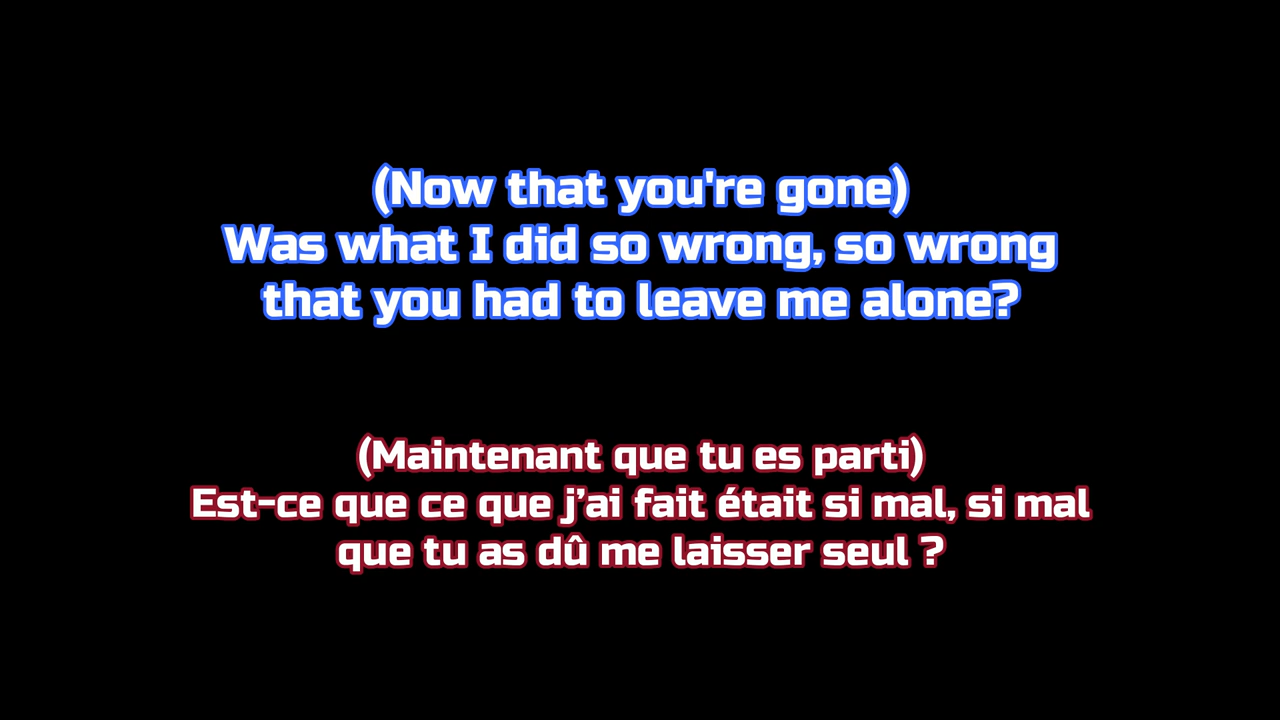 (Now that you're gone)
Was what I did so wrong, so wrong
that you had to leave me alone?
(Maintenant que tu es parti)
Est-ce que ce que j’ai fait était si mal, si mal
que tu as dû me laisser seul ?